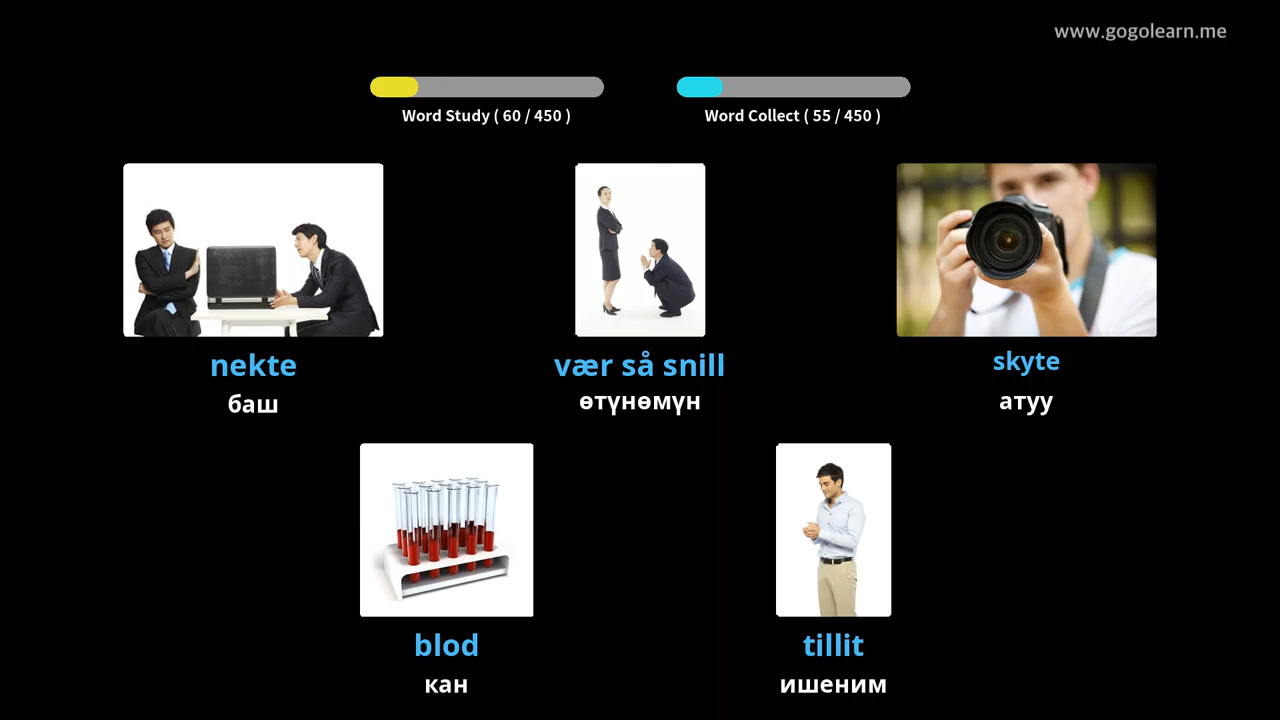 www.gogolearn.me
Word Study ( 60 / 450 )
Word Collect ( 55 / 450 )
nekte
баш
vær så snill
өтүнөмүн
skyte
атуу
blod
кан
tillit
ишеним